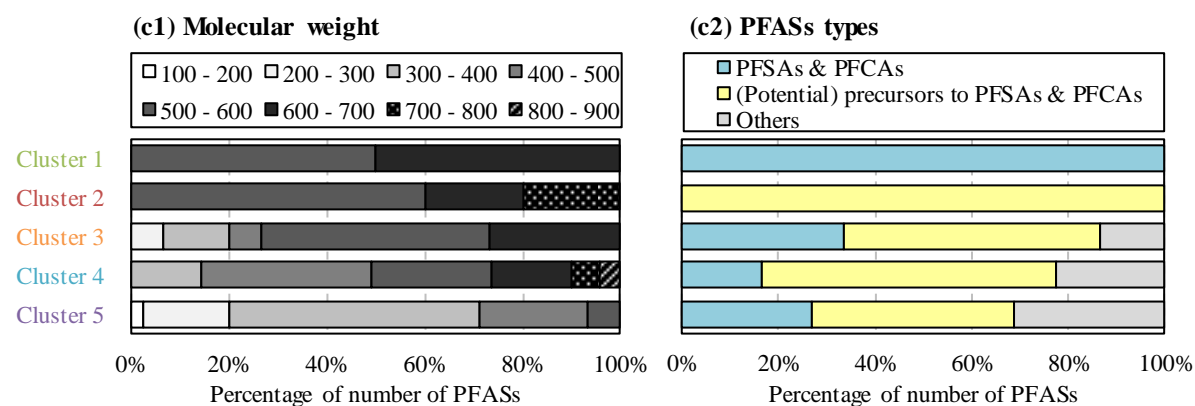 (c1) Molecular weight
100 - 200 200 - 300 300 - 400 400 - 500
500 - 600 600 - 700 700 - 800 800 - 900
Cluster 1
Cluster 2
Cluster 3
Cluster 4
Cluster 5
0% 20% 40% 60% 80% 100%
Percentage of number of PFASs
(c2) PFASs types
PFSAs & PFCAs
(Potential) precursors to PFSAs & PFCAs
Others
0% 20% 40% 60% 80% 100%
Percentage of number of PFASs